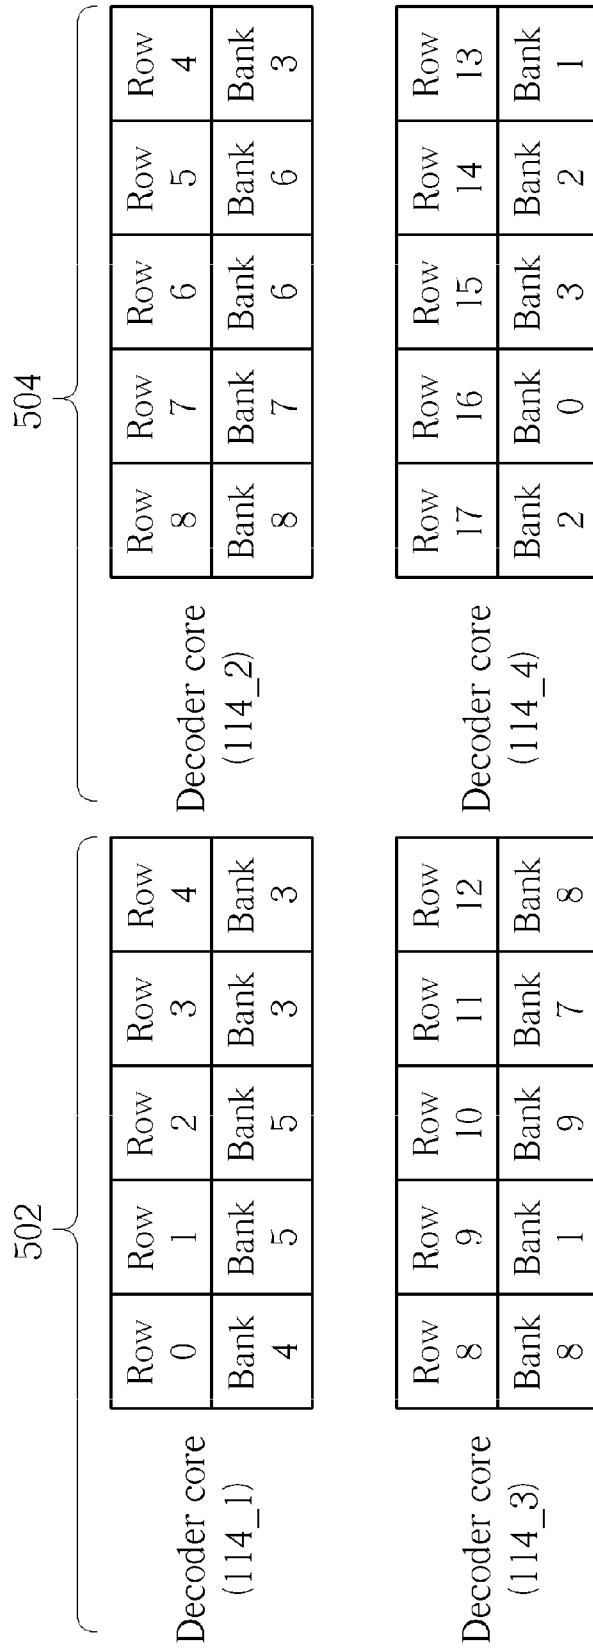 502
Decoder core
(114_1)
Row Row Row Row Row
0 1 2 3 4
Bank Bank Bank Bank Bank
4 5 5 3 3
Decoder core
(114_3)
Row Row Row Row Row
8 9 10 11 12
Bank Bank Bank Bank Bank
8 1 9 7 8
504
Decoder core
(114_2)
Row Row Row Row Row
8 7 6 5 4
Bank Bank Bank Bank Bank
8 7 6 6 3
Decoder core
(114_4)
Row Row Row Row Row
17 16 15 14 13
Bank Bank Bank Bank Bank
2 0 3 2 1